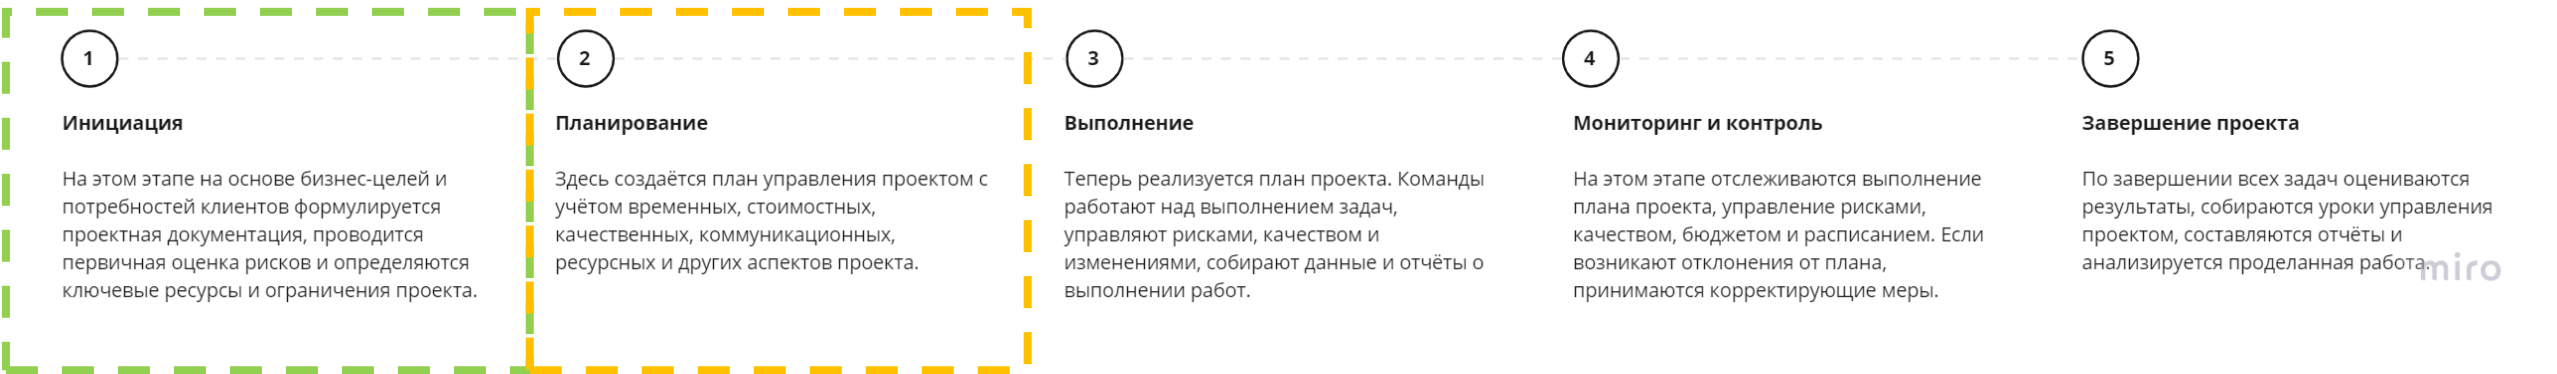 1
Инициация
На этом этапе на основе бизнес-целей и
потребностей клиентов формулируется
проектная документация, проводится
первичная оценка рисков и определяются
ключевые ресурсы и ограничения проекта.
2
Планирование
Здесь создаётся план управления проектом с
учётом временных, стоимостных,
качественных, коммуникационных,
ресурсных и других аспектов проекта.
3
Выполнение
Теперь реализуется план проекта. Команды
работают над выполнением задач,
управляют рисками, качеством и
изменениями, собирают данные и отчёты о
выполнении работ.
4
Мониторинг и контроль
На этом этапе отслеживаются выполнение
плана проекта, управление рисками,
качеством, бюджетом и расписанием. Если
возникают отклонения от плана,
принимаются корректирующие меры.
5
Завершение проекта
По завершении всех задач оцениваются
результаты, собираются уроки управления
проектом, составляются отчёты и
анализируется проделанная работа.
miro